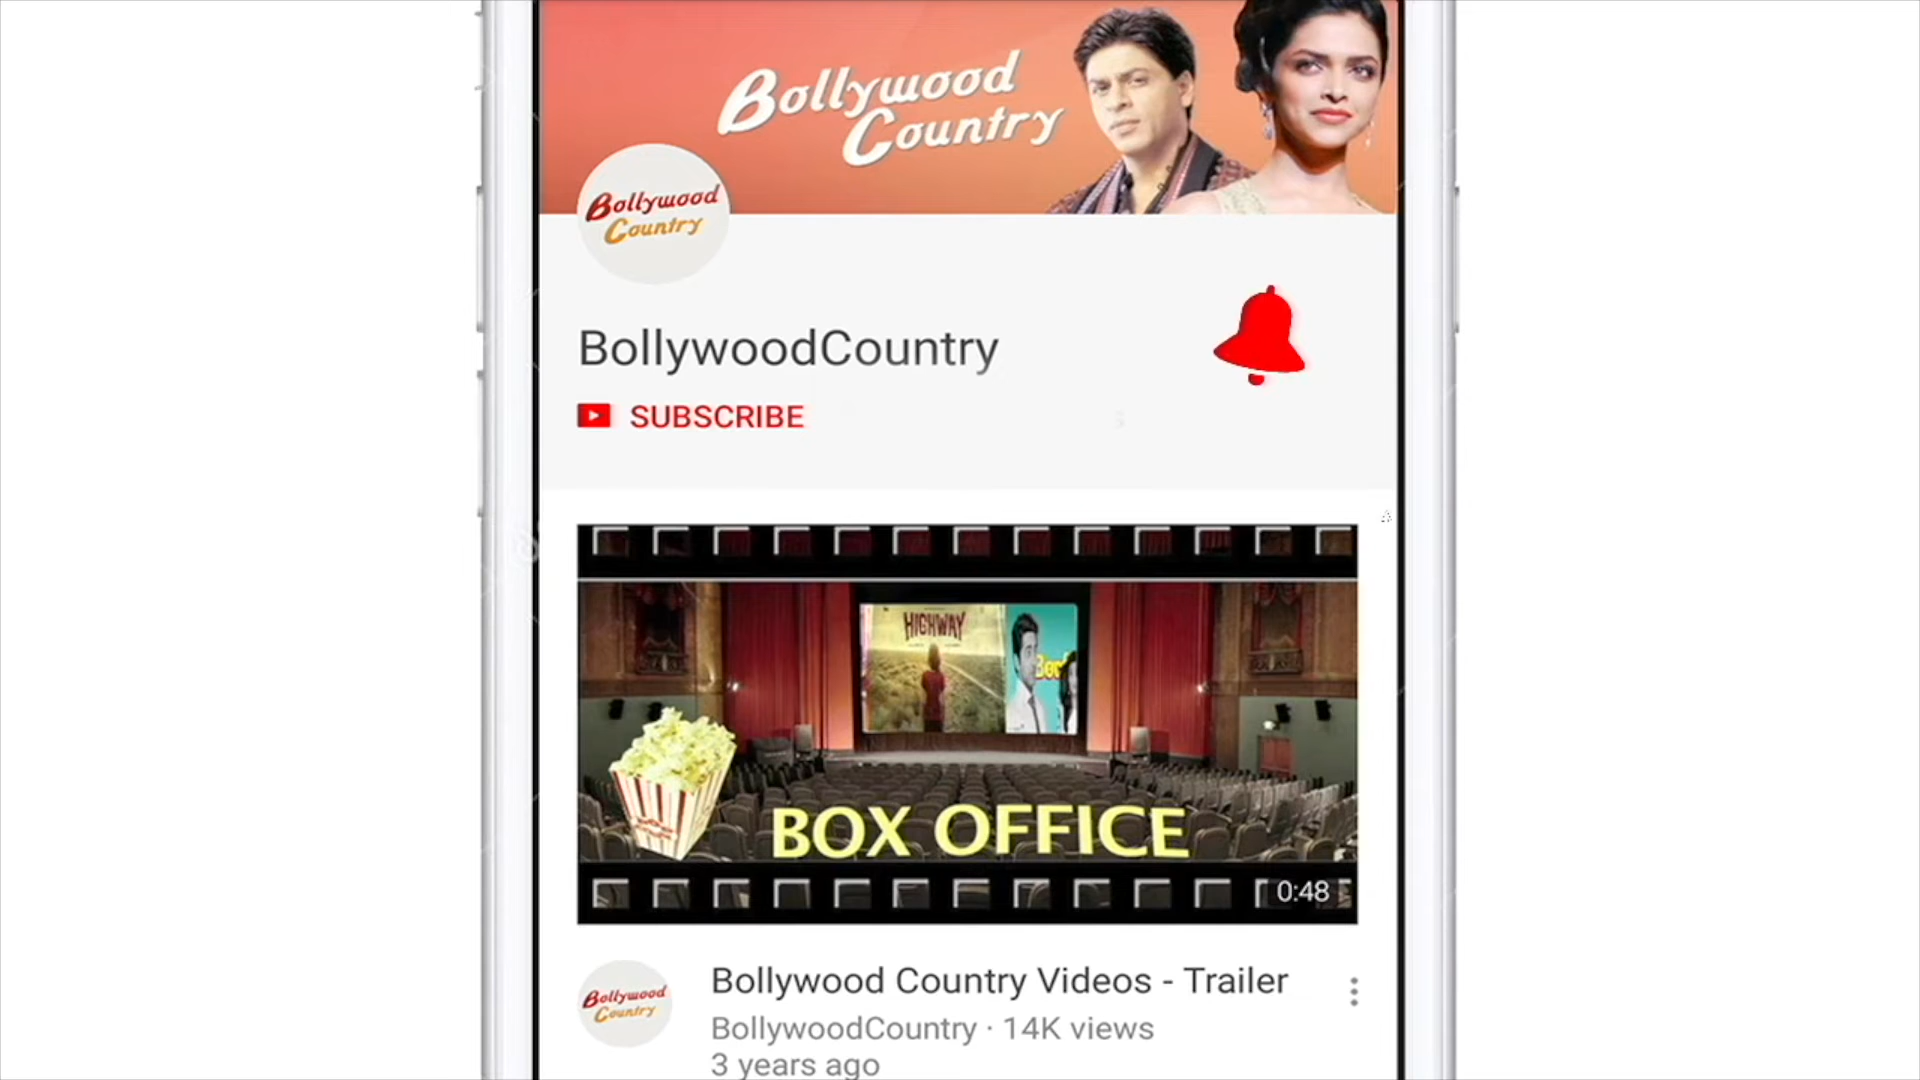 Bollywood
Country
Bollywood
Country
BollywoodCountry
SUBSCRIBE
HIGHWAY
BOX OFFICE
0:48
Bollywood
Country
Bollywood Country Videos - Trailer
BollywoodCountry · 14K views
3 years ago